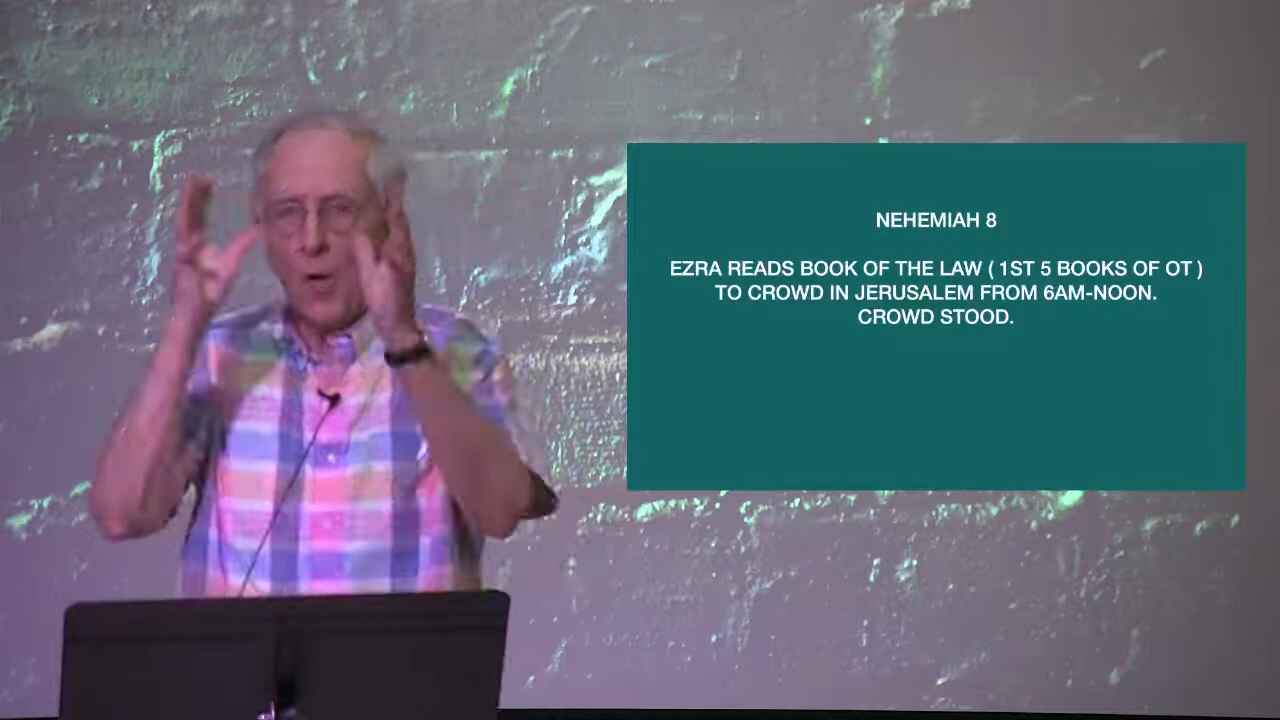 NEHEMIAH 8
EZRA READS BOOK OF THE LAW ( 1ST 5 BOOKS OF OT )
TO CROWD IN JERUSALEM FROM 6AM-NOON.
CROWD STOOD.